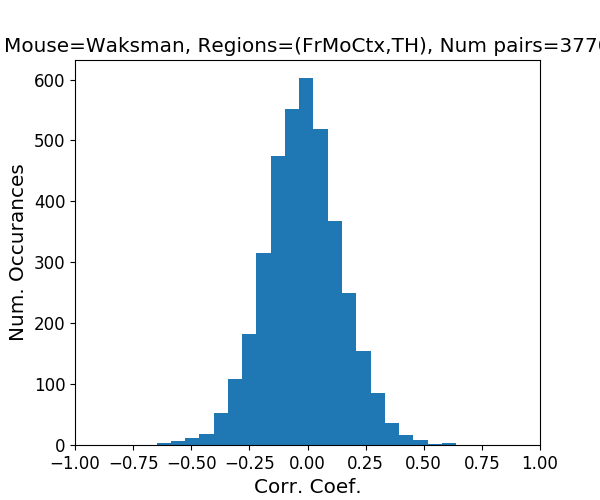 Mouse=Waksman, Regions=(FrMoCtx,TH), Num pairs=377
Num. Occurances
600
500
400
300
200
100
0
−1.00 −0.75 −0.50 −0.25 0.00 0.25 0.50 0.75 1.00
Corr. Coef.